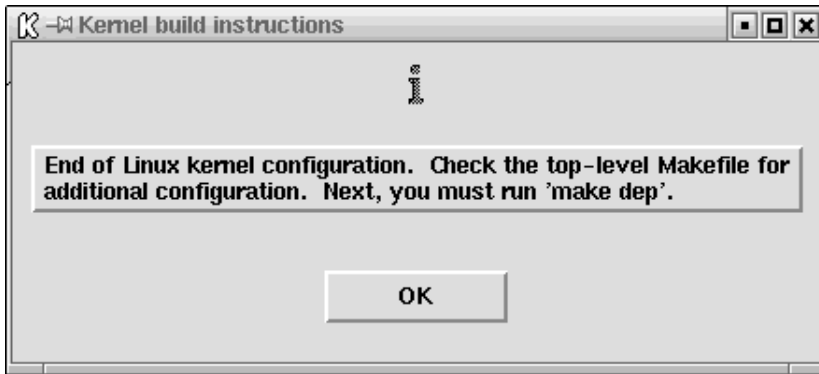 Kernel build instructions
End of Linux kernel configuration.  Check the top-level Makefile for
additional configuration.  Next, you must run 'make dep'.
OK